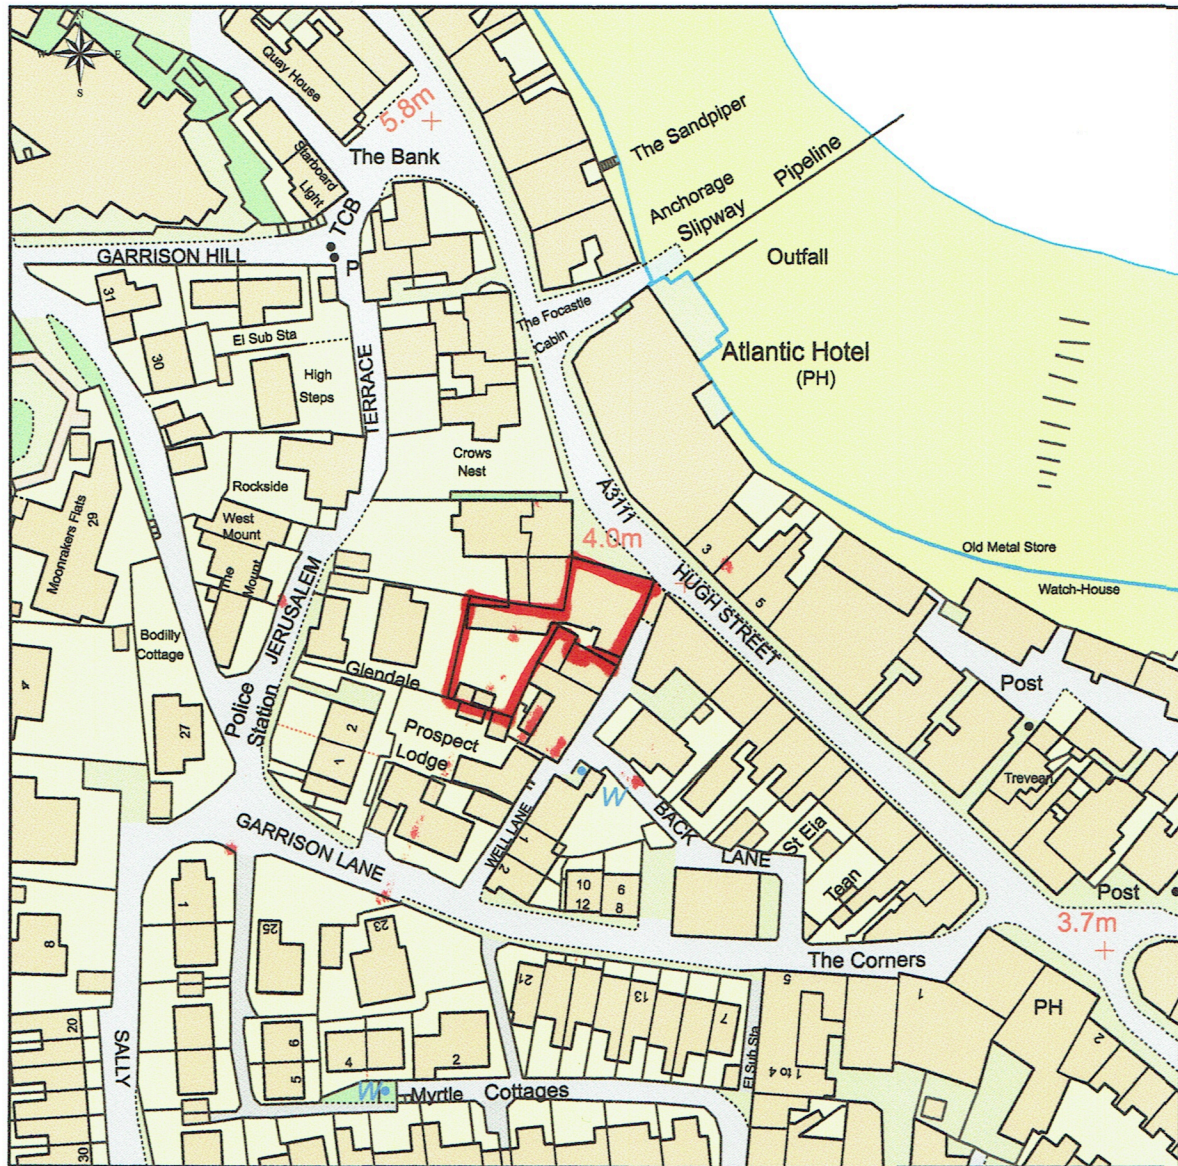 N
W E
S
Quay House
5.8m
The Bank
Starboard
Light
TCB
P
GARRISON HILL
The Sandpiper
Anchorage
Slipway
Pipeline
Outfall
The Focastle
Cabin
Atlantic Hotel
(PH)
31
30
El Sub Sta
High
Steps
TERRACE
Crows
Nest
A3111
4.0m
HUGH STREET
3
5
Old Metal Store
Watch-House
Rockside
West
Mount
The
Mount
Moonrakers Flats
29
JERUSALEM
Bodilly
Cottage
4
27
Police
Station
Glendale
2
1
Prospect
Lodge
Post
Trevean
W
WELL LANE
BACK
LANE
St Eia
Tean
1
2
10
12
6
8
Post
3.7m
GARRISON LANE
The Corners
1
8
25
23
21
13
7
5
1
PH
2
El Sub Sta
1 to 4
20
SALLY
6
5
4
2
W
Myrtle Cottages
30